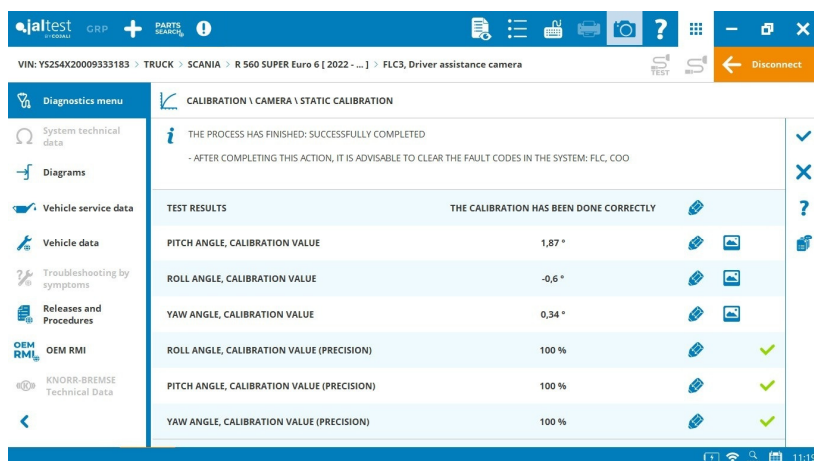 jaltest GRP PARTS SEARCH
BY COJALI
VIN: YS2S4X20009333183 > TRUCK > SCANIA > R 560 SUPER Euro 6 [ 2022 - ... ] > FLC3, Driver assistance camera
TEST
Disconnect
Diagnostics menu
System technical
data
Diagrams
Vehicle service data
Vehicle data
Troubleshooting by
symptoms
Releases and
Procedures
OEM
RMI
OEM RMI
KNORR-BREMSE
Technical Data
CALIBRATION \ CAMERA \ STATIC CALIBRATION
THE PROCESS HAS FINISHED: SUCCESSFULLY COMPLETED
- AFTER COMPLETING THIS ACTION, IT IS ADVISABLE TO CLEAR THE FAULT CODES IN THE SYSTEM: FLC, COO
TEST RESULTS THE CALIBRATION HAS BEEN DONE CORRECTLY
PITCH ANGLE, CALIBRATION VALUE 1,87 °
ROLL ANGLE, CALIBRATION VALUE -0,6 °
YAW ANGLE, CALIBRATION VALUE 0,34 °
ROLL ANGLE, CALIBRATION VALUE (PRECISION) 100 %
PITCH ANGLE, CALIBRATION VALUE (PRECISION) 100 %
YAW ANGLE, CALIBRATION VALUE (PRECISION) 100 %